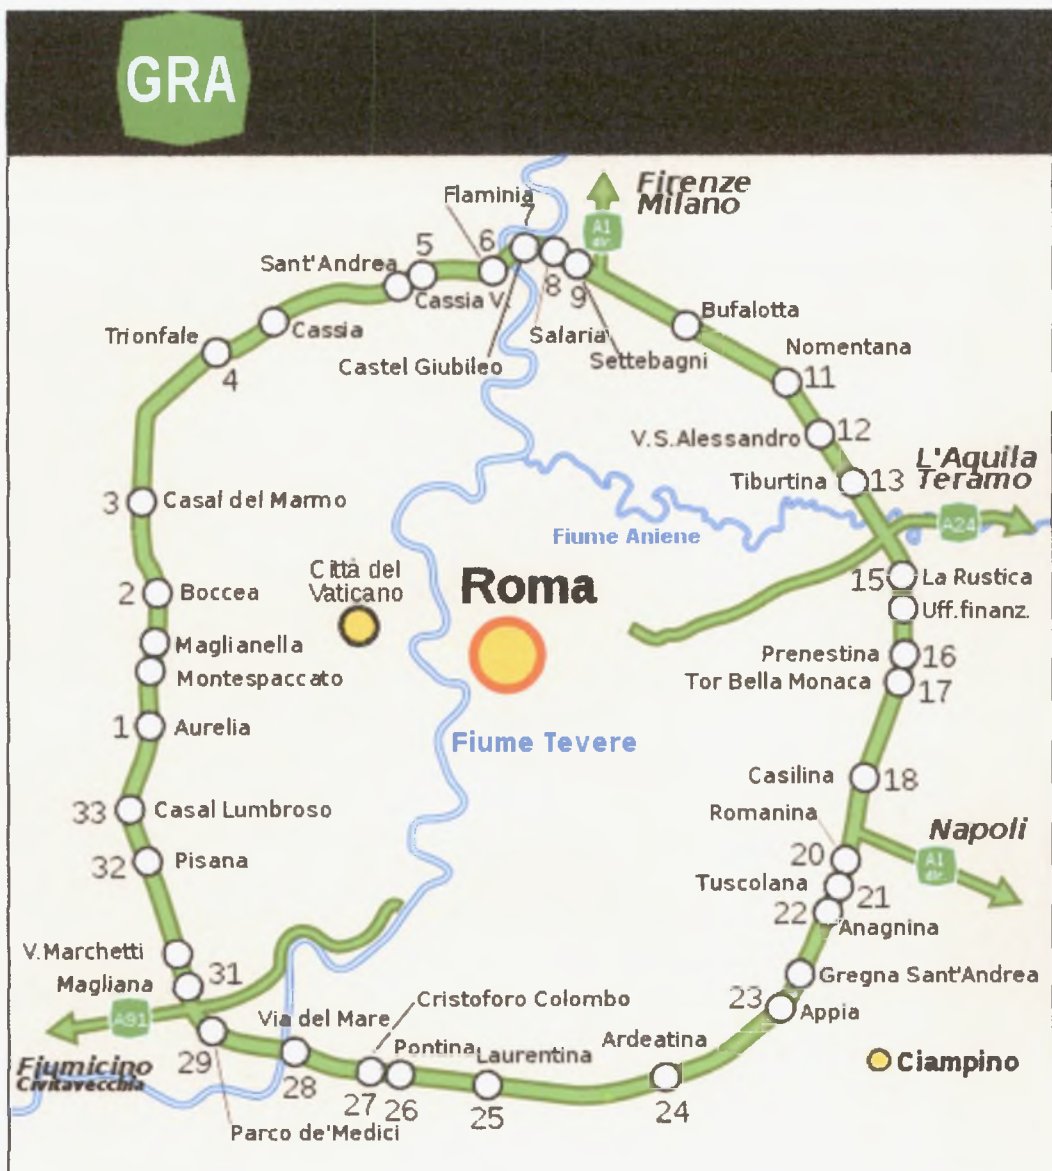 GRA
Firenze
Milano
A1
dir.
Flaminia
7
6
5
Sant'Andrea
Cassia V.
8
9
Salaria
Settebagni
Castel Giubileo
Cassia
Trionfale
4
Bufalotta
Nomentana
11
V.S.Alessandro
12
Tiburtina
13
L'Aquila
Teramo
A24
Fiume Aniene
3
Casal del Marmo
Città del
Vaticano
Roma
15
La Rustica
Uff.finanz.
2
Boccea
Maglianella
Montespaccato
Prenestina
16
Tor Bella Monaca
17
1
Aurelia
Fiume Tevere
Casilina
18
33
Casal Lumbroso
Romanina
Napoli
A1
dir.
32
Pisana
20
Tuscolana
21
22
Anagnina
V.Marchetti
Magliana
31
Gregna Sant'Andrea
23
Appia
A91
Via del Mare
Cristoforo Colombo
Pontina
Laurentina
Ardeatina
Ciampino
Fiumicino
Civitavecchia
29
28
27
26
25
24
Parco de'Medici